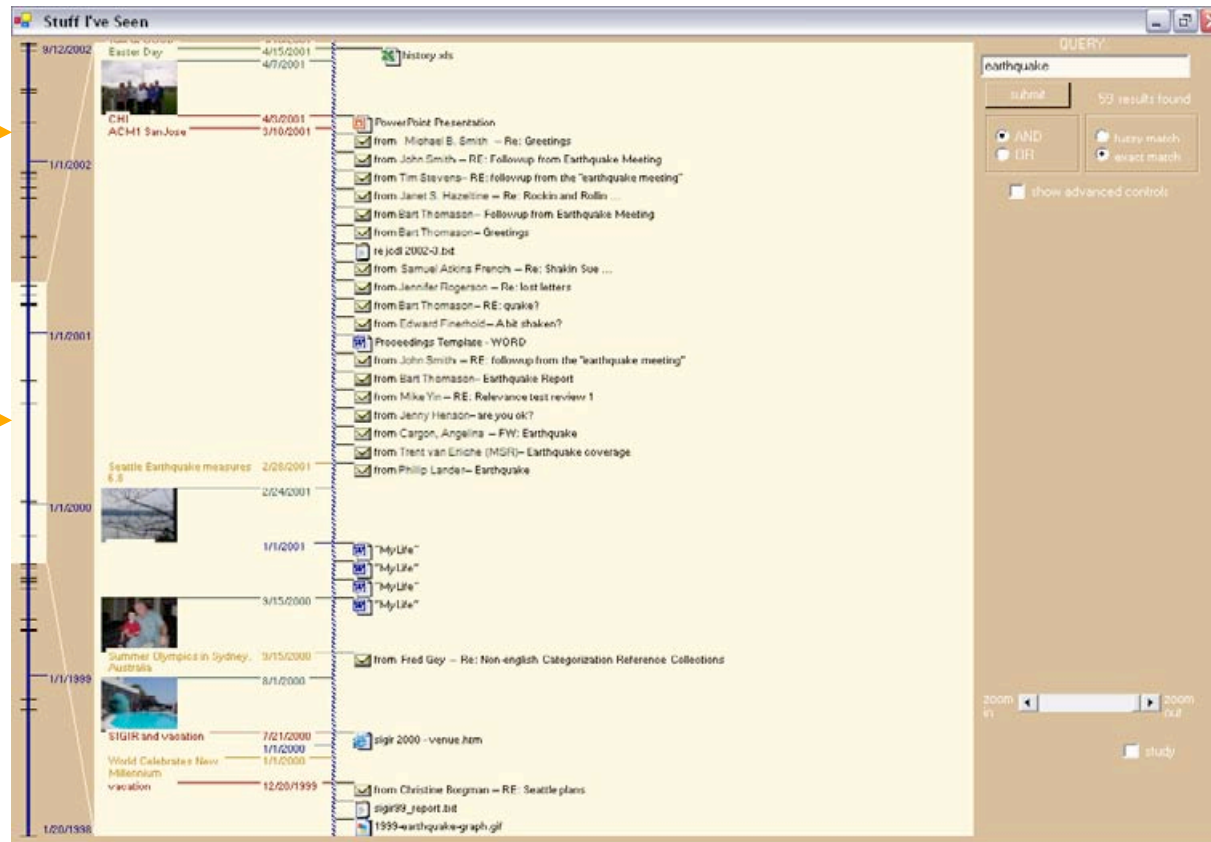 Stuff I've Seen
9/12/2002
1/1/2002
1/1/2001
1/1/2000
1/1/1999
1/20/1998
Easter Day 4/15/2001
history.xls
4/7/2001
CHI 4/3/2001
PowerPoint Presentation
ACM1 SanJose 3/10/2001
from Michael B. Smith – Re: Greetings
from John Smith – RE: Followup from Earthquake Meeting
from Tim Stevens– RE: followup from the "earthquake meeting"
from Janet S. Hazeltine – Re: Rockin and Rollin ...
from Bart Thomason– Followup from Earthquake Meeting
from Bart Thomason– Greetings
re jodl 2002-3.txt
from Samuel Atkins French – Re: Shakin Sue ...
from Jennifer Rogerson – Re: lost letters
from Bart Thomason– RE: quake?
from Edward Finerhold– A bit shaken?
Proceedings Template - WORD
from John Smith – RE: followup from the "earthquake meeting"
from Bart Thomason– Earthquake Report
from Mike Yin – RE: Relevance test review 1
from Jenny Henson– are you ok?
from Cargon, Angelina – FW: Earthquake
from Trent van Erliche (MSR)– Earthquake coverage
Seattle Earthquake measures 2/28/2001
6.8
from Philip Lander– Earthquake
2/24/2001
1/1/2001
"MyLife"
"MyLife"
"MyLife"
"MyLife"
9/15/2000
Summer Olympics in Sydney, 9/15/2000
Australia
from Fred Gey – Re: Non-english Categorization Reference Collections
8/1/2000
SIGIR and vacation 7/21/2000
sigir 2000 - venue.htm
1/1/2000
World Celebrates New 1/1/2000
Millennium
vacation 12/20/1999
from Christine Borgman – RE: Seattle plans
sigir99_report.txt
1999-earthquake-graph.gif
QUERY:
earthquake
submit
59 results found
AND
OR
fuzzy match
exact match
show advanced controls
zoom in
zoom out
study